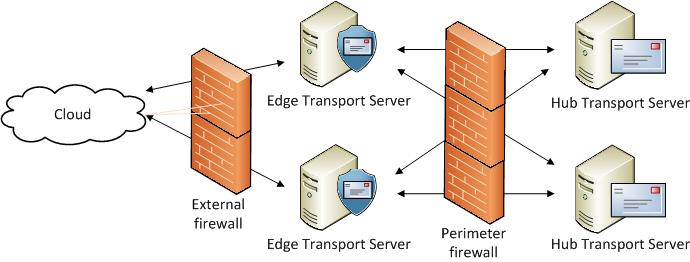 Cloud
External
firewall
Edge Transport Server
Edge Transport Server
Perimeter
firewall
Hub Transport Server
Hub Transport Server